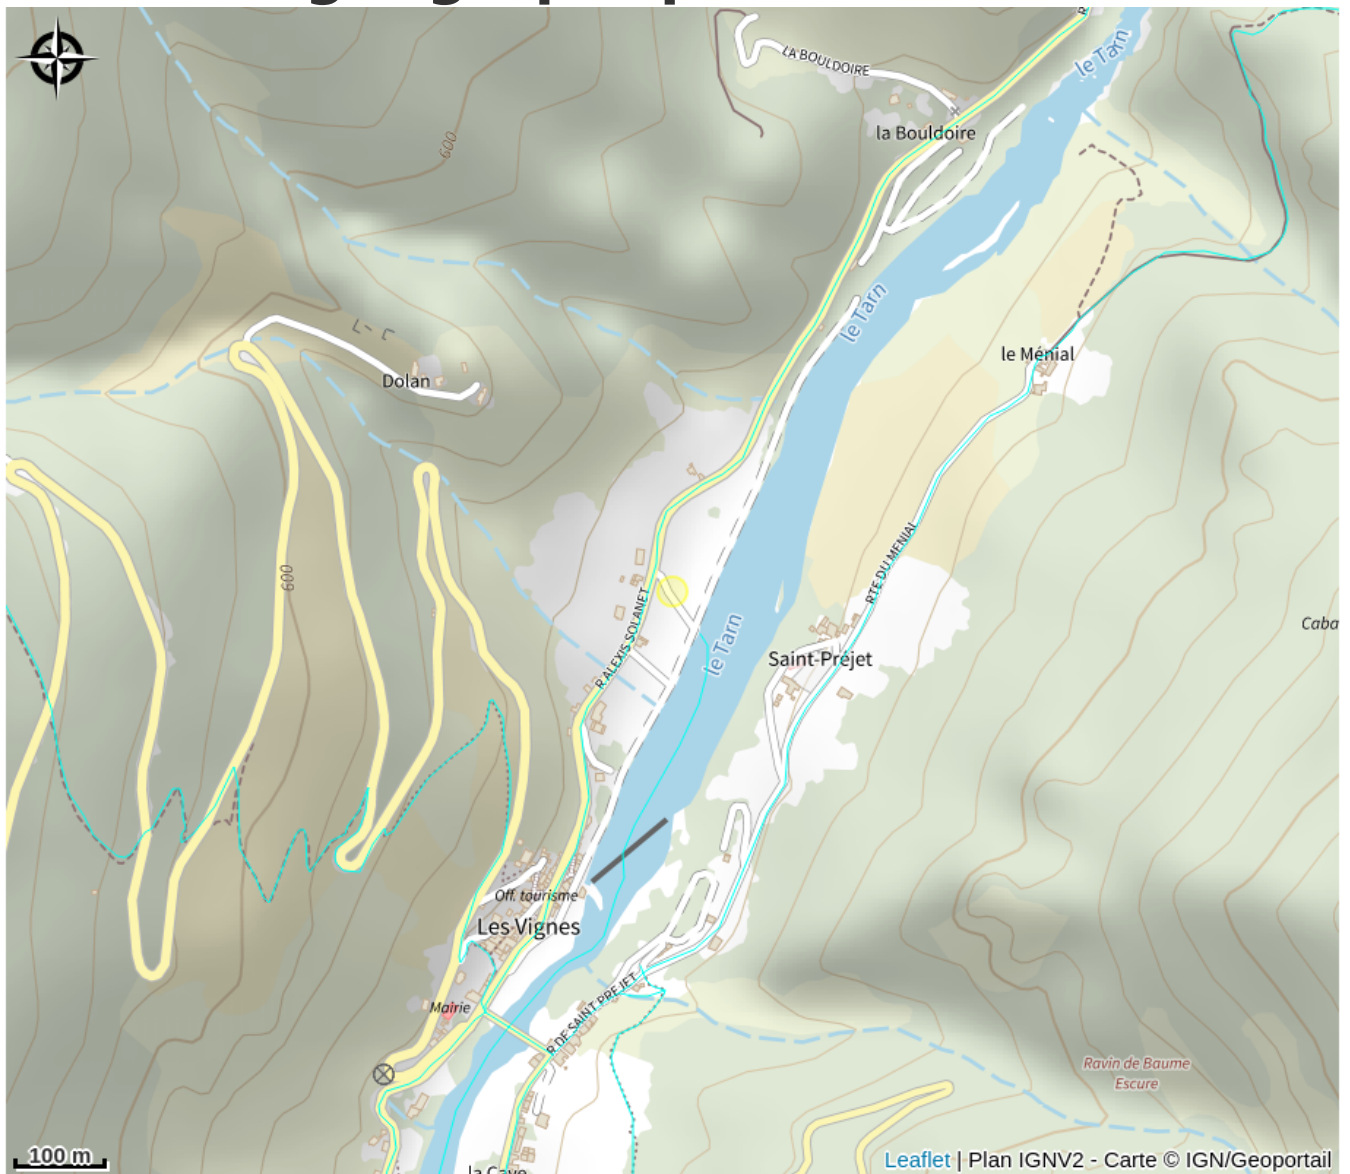 le Tarn
LA BOULDOIRE
la Bouldoire
600
le Tarn
le Ménial
Dolan
RTE DU MENIAL
600
R ALEXIS SOLANET
le Tarn
Caba
Saint-Préjet
Off. tourisme
Les Vignes
R DE SAINT PREJET
Mairie
Ravin de Baume
Escure
100 m
la Cave
Leaflet | Plan IGNV2 - Carte © IGN/Geoportail